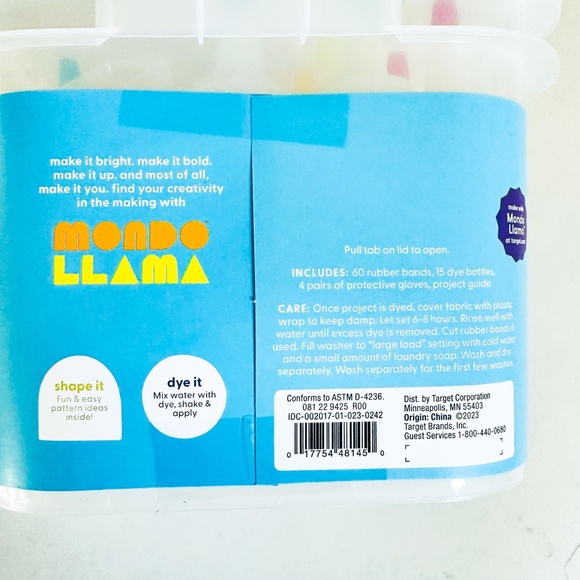 make it bright. make it bold.
make it up. and most of all,
make it you. find your creativity
in the making with
MONDO
LLAMA
shape it
Fun & easy
pattern ideas
inside!
dye it
Mix water with
dye, shake &
apply
make with
Mondo
Llama
at target.com
Pull tab on lid to open.
INCLUDES: 60 rubber bands, 15 dye bottles,
4 pairs of protective gloves, project guide
CARE: Once project is dyed, cover fabric with plastic
wrap to keep damp. Let set 6-8 hours. Rinse well with
water until excess dye is removed. Cut rubber bands if
used. Fill washer to "large load" setting with cold water
and a small amount of laundry soap. Wash and dry
separately. Wash separately for the first few washes.
Conforms to ASTM D-4236.
081 22 9425 R00
IDC-002017-01-023-0242
0 17754 48145 0
Dist. by Target Corporation
Minneapolis, MN 55403
Origin: China ©2023
Target Brands, Inc.
Guest Services 1-800-440-0680